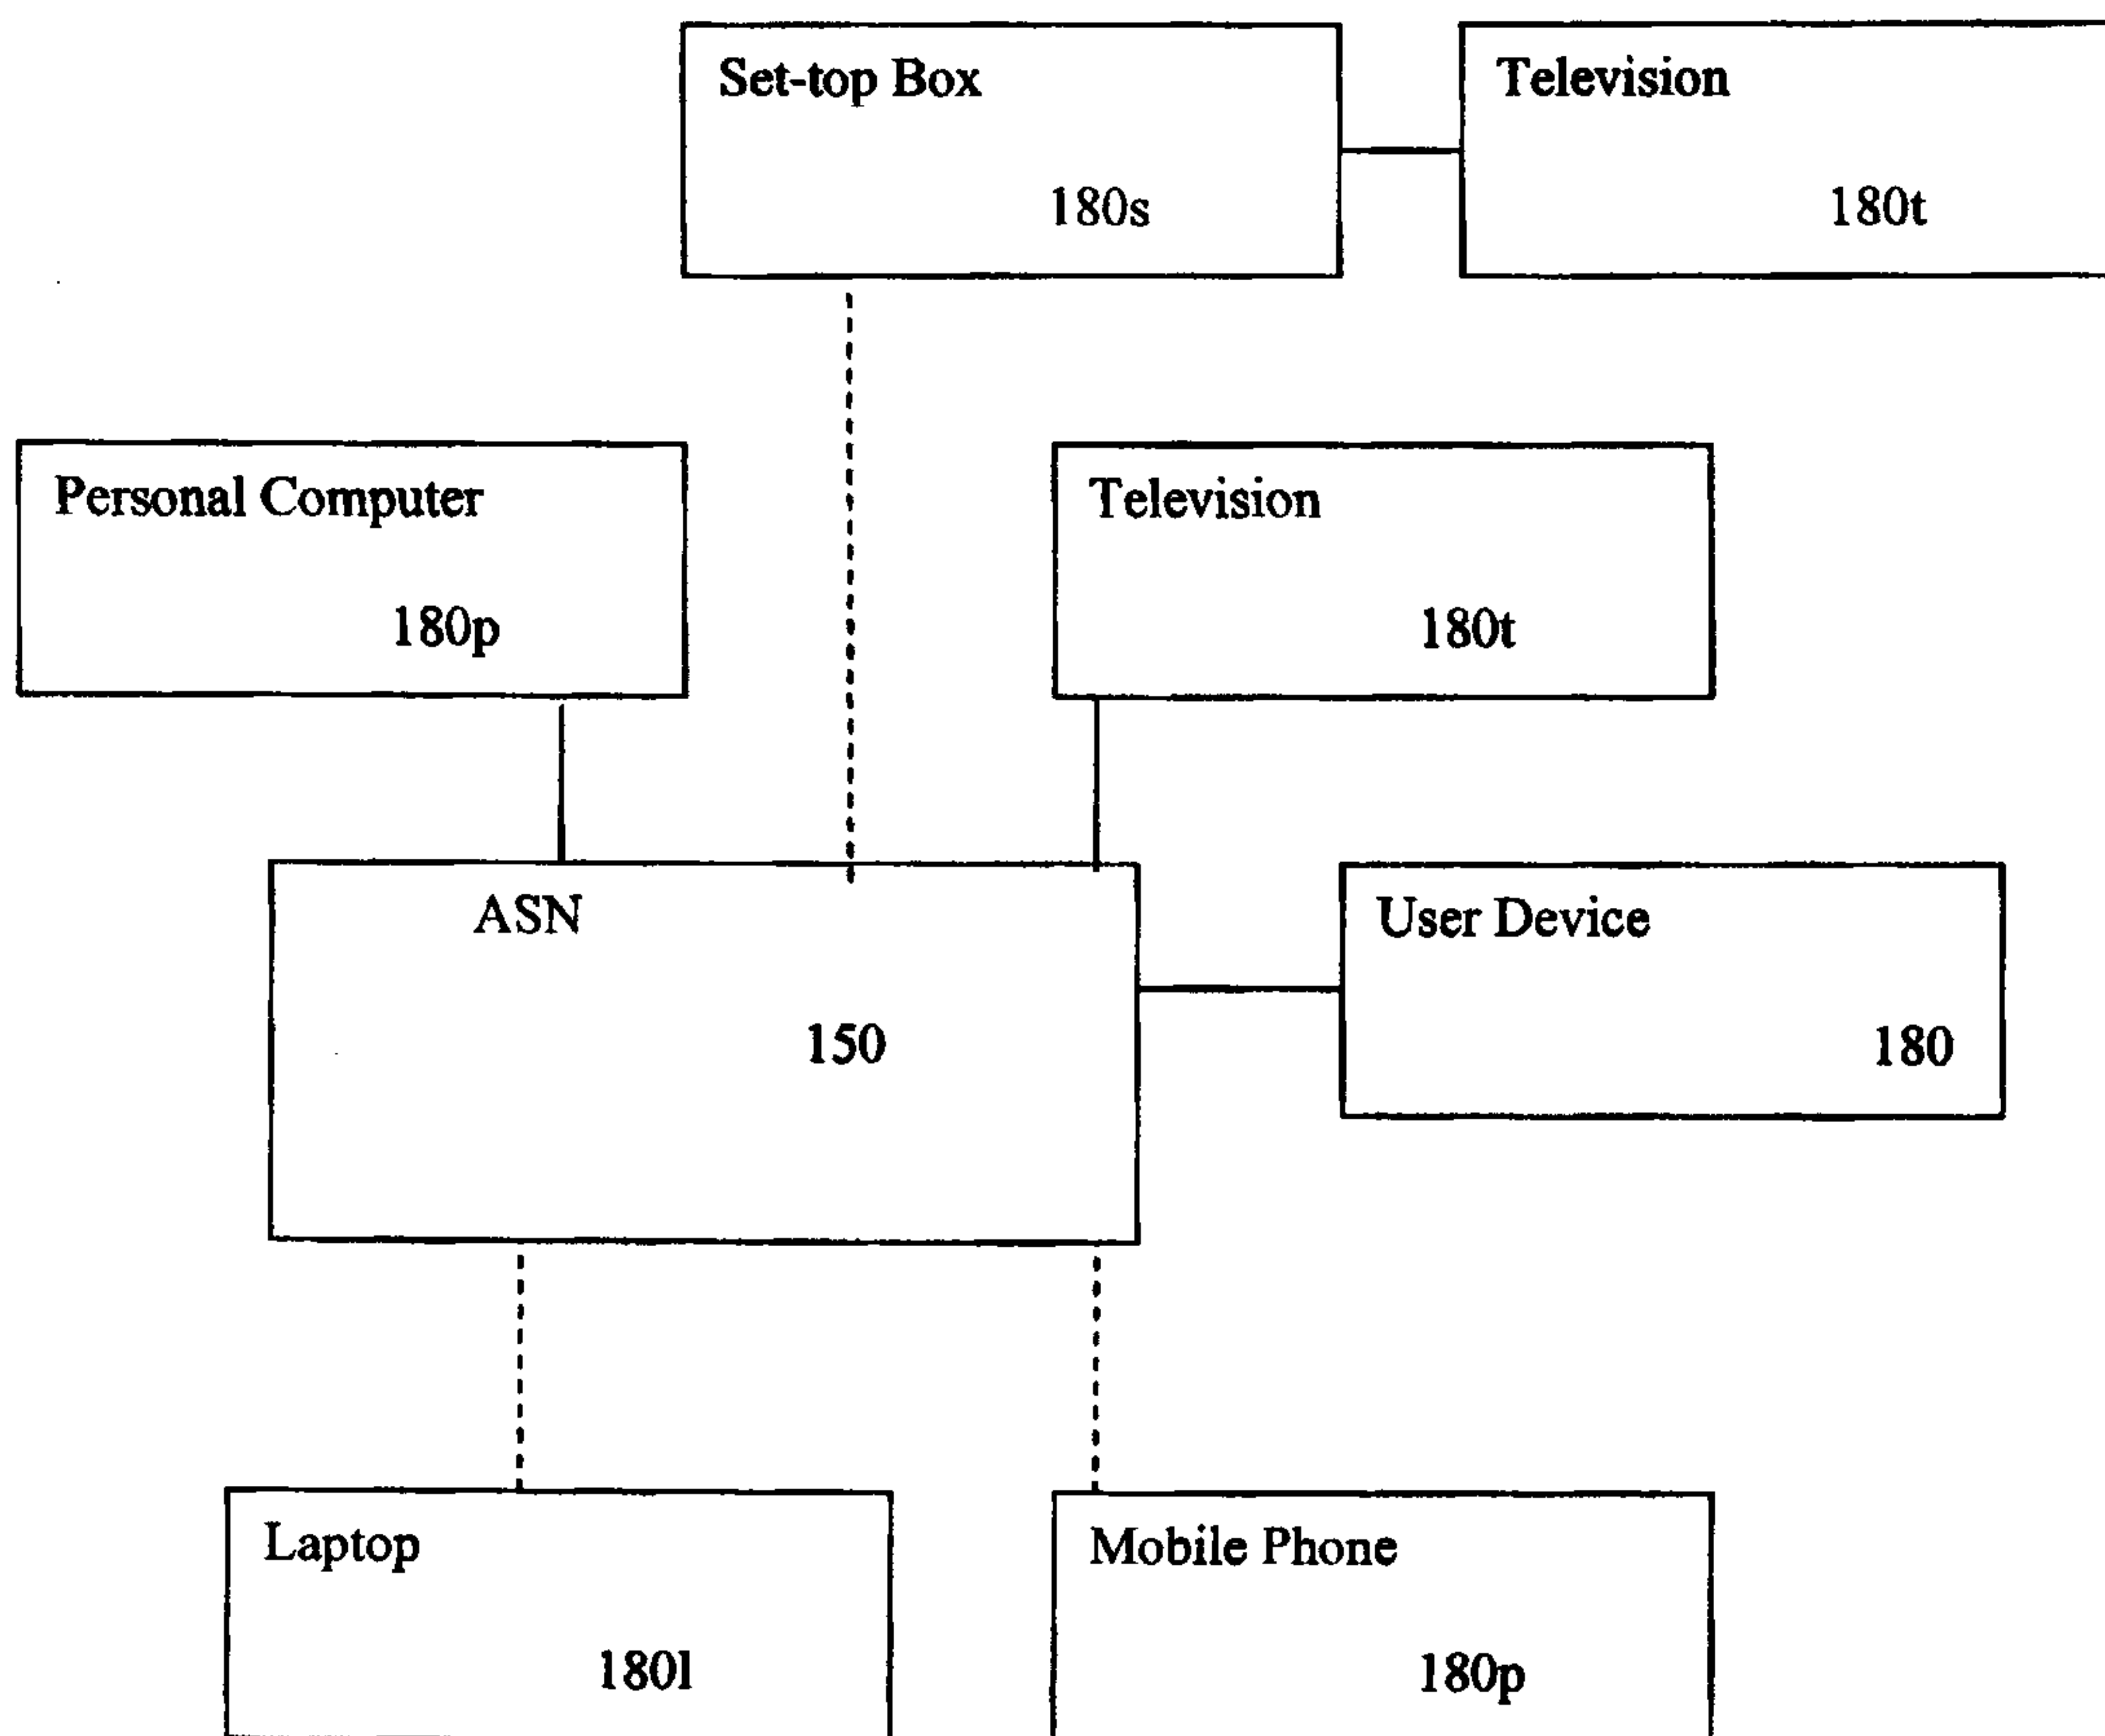 Set-top Box
180s
Television
180t
Personal Computer
180p
Television
180t
ASN
150
User Device
180
Laptop
180l
Mobile Phone
180p